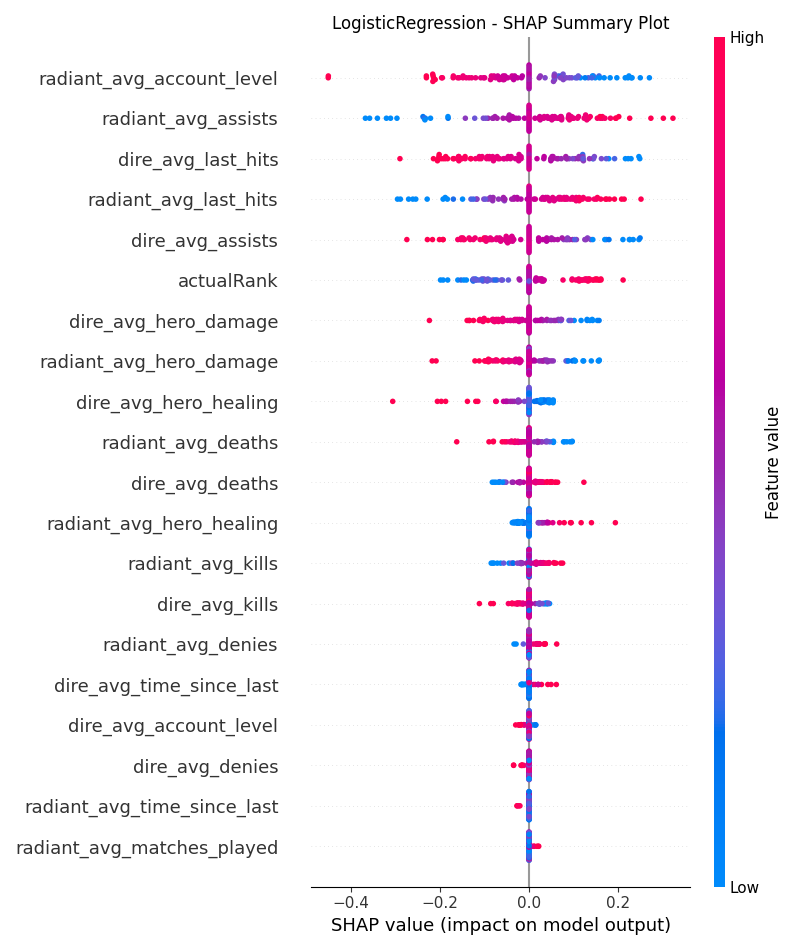 LogisticRegression - SHAP Summary Plot
High
radiant_avg_account_level
radiant_avg_assists
dire_avg_last_hits
radiant_avg_last_hits
dire_avg_assists
actualRank
dire_avg_hero_damage
radiant_avg_hero_damage
dire_avg_hero_healing
radiant_avg_deaths
dire_avg_deaths
radiant_avg_hero_healing
radiant_avg_kills
dire_avg_kills
radiant_avg_denies
dire_avg_time_since_last
dire_avg_account_level
dire_avg_denies
radiant_avg_time_since_last
radiant_avg_matches_played
Feature value
Low
−0.4 −0.2 0.0 0.2
SHAP value (impact on model output)